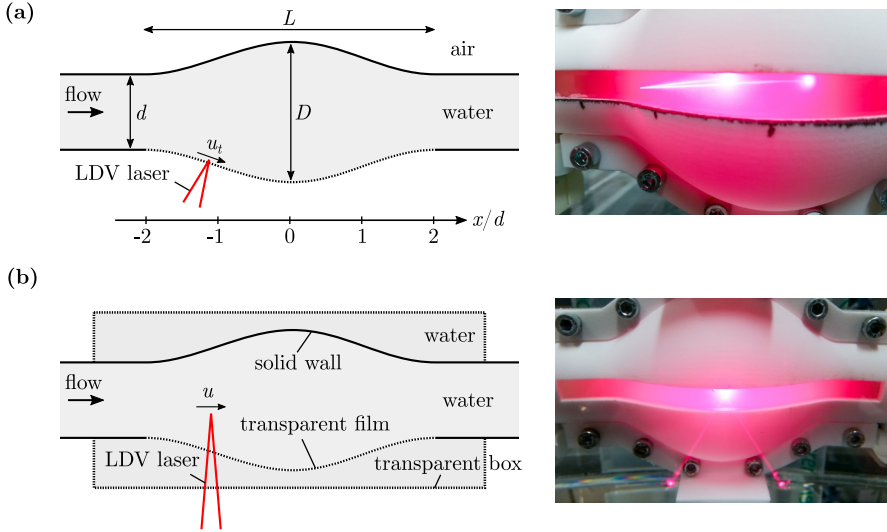 (a)
L
air
flow
d
D
water
u_t
LDV laser
x/d
-2 -1 0 1 2
(b)
water
solid wall
flow
u
water
transparent film
LDV laser
transparent box